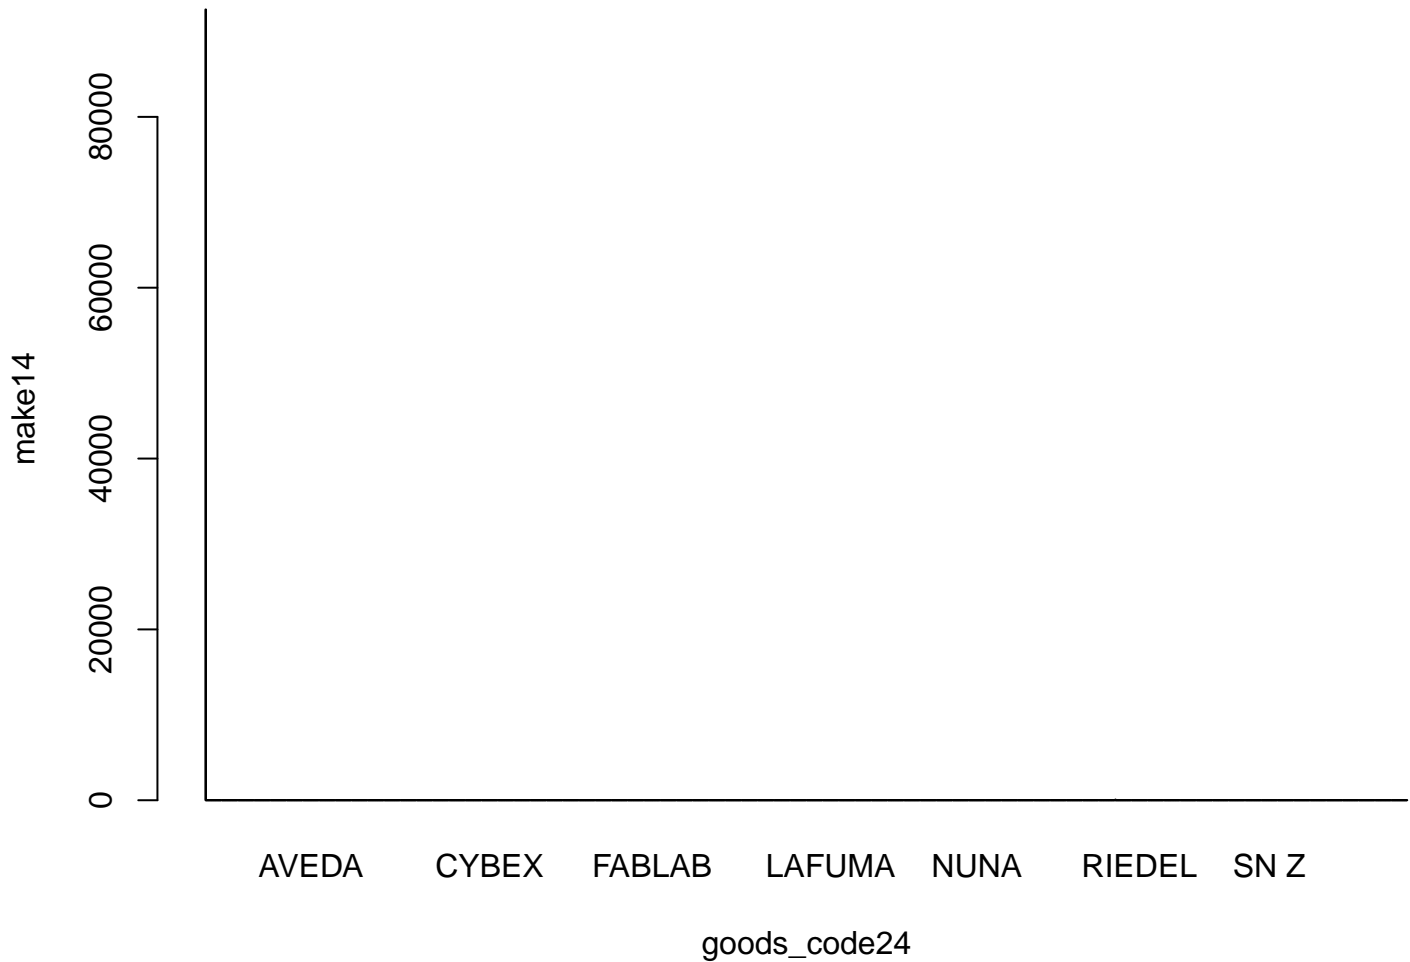 80000
60000
40000
20000
0
make14
AVEDA CYBEX FABLAB LAFUMA NUNA RIEDEL SN Z
goods_code24